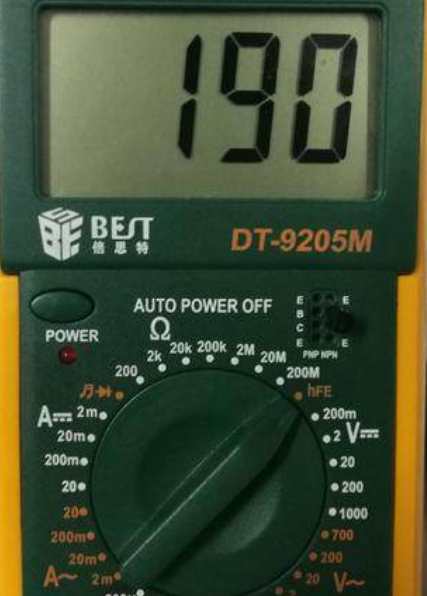 190
BEST
倍思特
DT-9205M
AUTO POWER OFF
POWER
Ω
200 2k 20k 200k 2M 20M 200M
E E
B
C
E E
PNP NPN
hFE
A⎓
2m
20m
200m
20
20
200m
20m
2m
A~
200m
2
V⎓
20
200
1000
700
200
20
2
V~